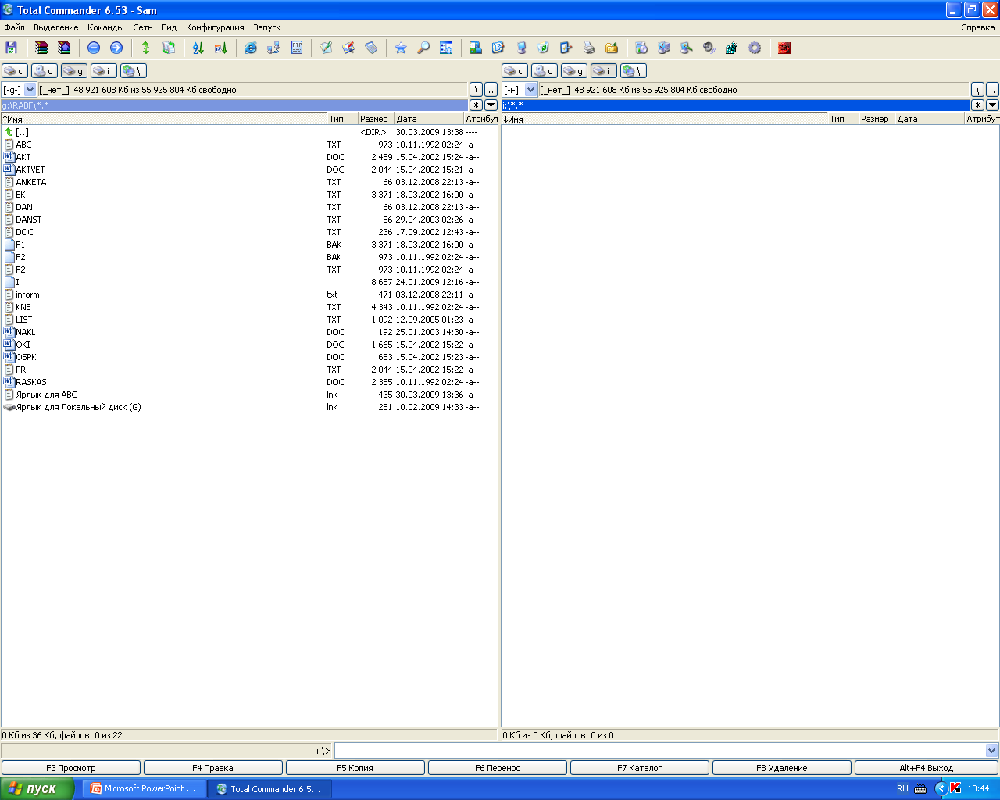 Total Commander 6.53 - Sam
Файл Выделение Команды Сеть Вид Конфигурация Запуск Справка
c d g i \ c d g i \
[-g-] [_нет_] 48 921 608 Кб из 55 925 804 Кб свободно \ .. [-i-] [_нет_] 48 921 608 Кб из 55 925 804 Кб свободно \ ..
g:\RABF\*.* * ▼ i:\*.* * ▼
↑Имя Тип Размер Дата Атрибут ↓Имя Тип Размер Дата Атрибут
[..] <DIR> 30.03.2009 13:38 ----
ABC TXT 973 10.11.1992 02:24 -a--
AKT DOC 2 489 15.04.2002 15:24 -a--
AKTVET DOC 2 044 15.04.2002 15:21 -a--
ANKETA TXT 66 03.12.2008 22:13 -a--
BK TXT 3 371 18.03.2002 16:00 -a--
DAN TXT 66 03.12.2008 22:13 -a--
DANST TXT 86 29.04.2003 02:26 -a--
DOC TXT 236 17.09.2002 12:43 -a--
F1 BAK 3 371 18.03.2002 16:00 -a--
F2 BAK 973 10.11.1992 02:24 -a--
F2 TXT 973 10.11.1992 02:24 -a--
I 8 687 24.01.2009 12:16 -a--
inform txt 471 03.12.2008 22:11 -a--
KNS TXT 4 343 10.11.1992 02:24 -a--
LIST TXT 1 092 12.09.2005 01:23 -a--
NAKL DOC 192 25.01.2003 14:30 -a--
OKI DOC 1 665 15.04.2002 15:22 -a--
OSPK DOC 683 15.04.2002 15:23 -a--
PR TXT 2 044 15.04.2002 15:22 -a--
RASKAS DOC 2 385 10.11.1992 02:24 -a--
Ярлык для ABC lnk 435 30.03.2009 13:36 -a--
Ярлык для Локальный диск (G) lnk 281 10.02.2009 14:33 -a--
0 Кб из 36 Кб, файлов: 0 из 22 0 Кб из 0 Кб, файлов: 0 из 0
i:\>
F3 Просмотр F4 Правка F5 Копия F6 Перенос F7 Каталог F8 Удаление Alt+F4 Выход
пуск Microsoft PowerPoint ... Total Commander 6.5... RU 13:44